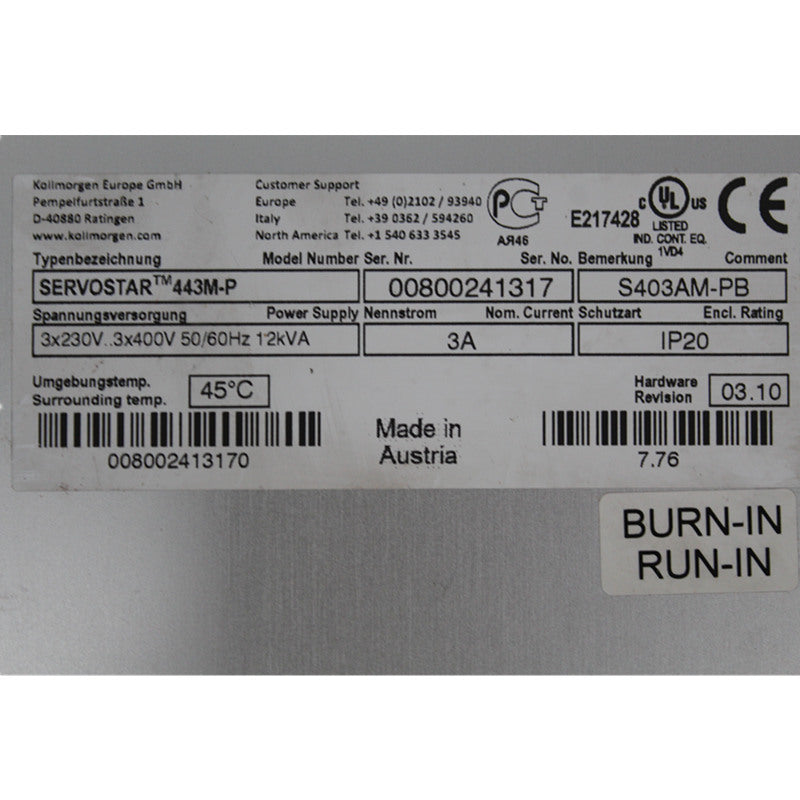 Kollmorgen Europe GmbH
Pempelfurtstraße 1
D-40880 Ratingen
www.kollmorgen.com
Customer Support
Europe Tel. +49 (0)2102 / 93940
Italy Tel. +39 0362 / 594260
North America Tel. +1 540 633 3545
РСТ
АЯ46
E217428
C UL US
LISTED
IND. CONT. EQ.
1VD4
CE
Typenbezeichnung Model Number Ser. Nr. Ser. No. Bemerkung Comment
SERVOSTAR™443M-P 00800241317 S403AM-PB
Spannungsversorgung Power Supply Nennstrom Nom. Current Schutzart Encl. Rating
3x230V..3x400V 50/60Hz 12kVA 3A IP20
Umgebungstemp.
Surrounding temp. 45°C
Hardware
Revision 03.10
008002413170
Made in
Austria
7.76
BURN-IN
RUN-IN